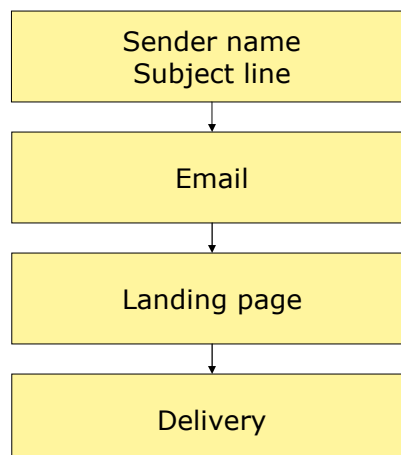 Sender name
Subject line
Email
Landing page
Delivery